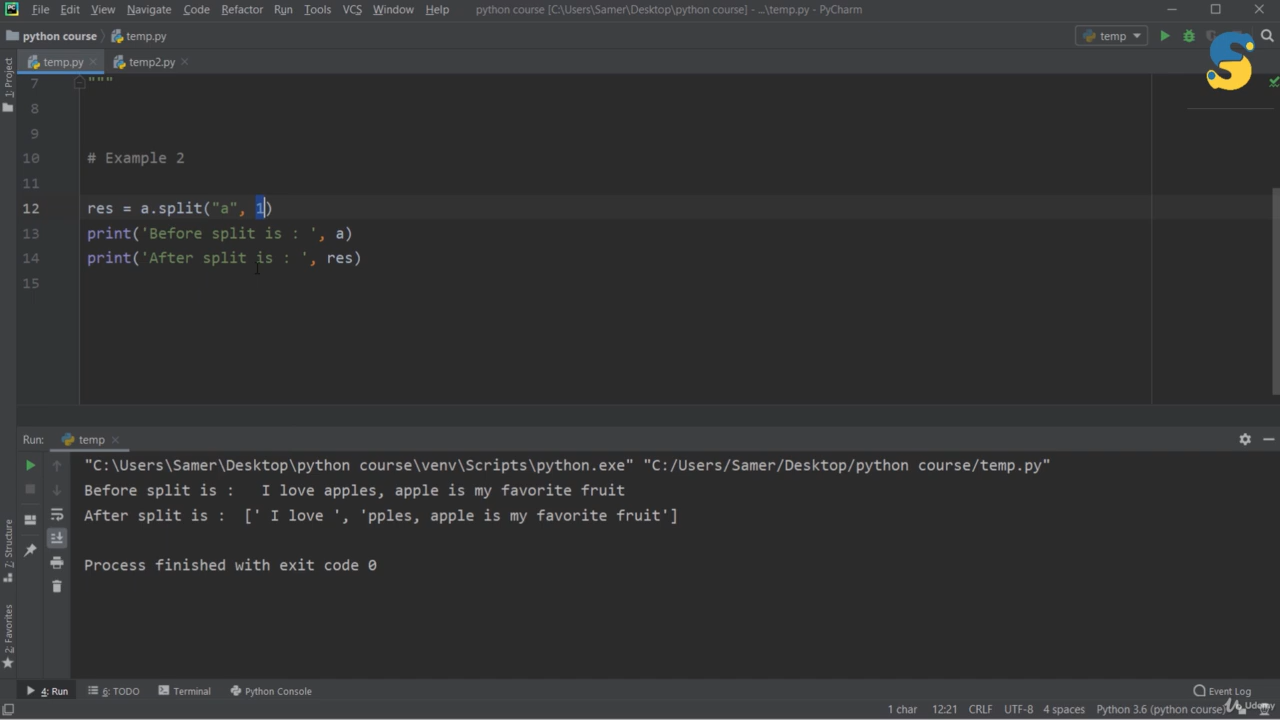 PC File Edit View Navigate Code Refactor Run Tools VCS Window Help python course [C:\Users\Samer\Desktop\python course] - ...\temp.py - PyCharm
python course temp.py temp
temp.py temp2.py
1: Project
7 """
8
9
10 # Example 2
11
12 res = a.split("a", 1)
13 print('Before split is : ', a)
14 print('After split is : ', res)
15
Run: temp
"C:\Users\Samer\Desktop\python course\venv\Scripts\python.exe" "C:/Users/Samer/Desktop/python course/temp.py"
Before split is :   I love apples, apple is my favorite fruit
After split is :  [' I love ', 'pples, apple is my favorite fruit']
Process finished with exit code 0
7: Structure
2: Favorites
4: Run 6: TODO Terminal Python Console Event Log
1 char 12:21 CRLF UTF-8 4 spaces Python 3.6 (python course) Udemy